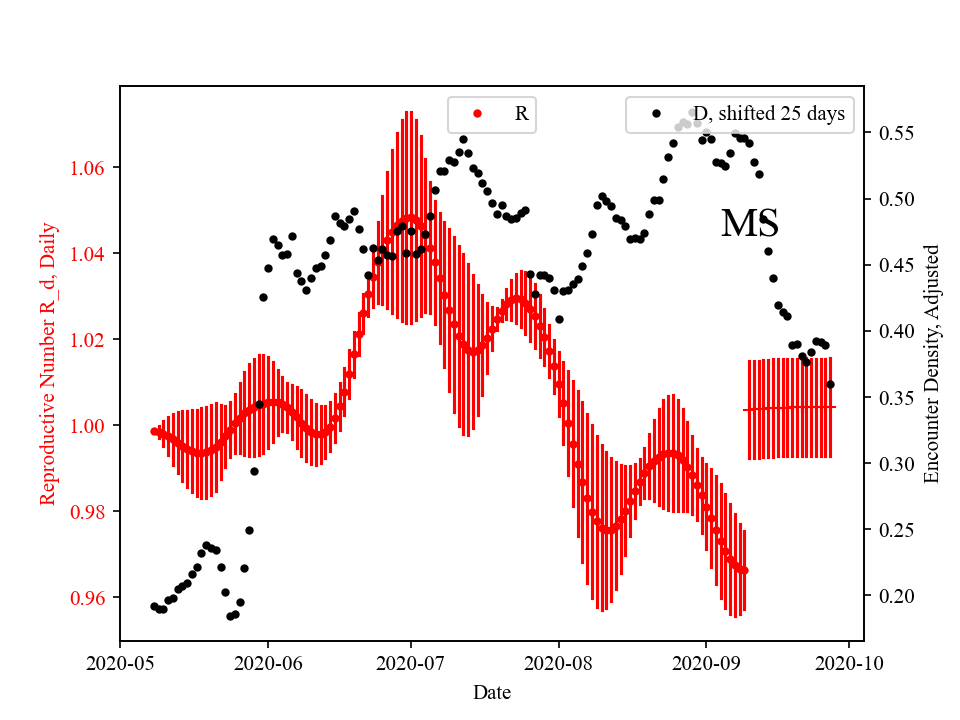 R
D, shifted 25 days
MS
Reproductive Number R_d, Daily
1.06
1.04
1.02
1.00
0.98
0.96
Encounter Density, Adjusted
0.55
0.50
0.45
0.40
0.35
0.30
0.25
0.20
2020-05 2020-06 2020-07 2020-08 2020-09 2020-10
Date